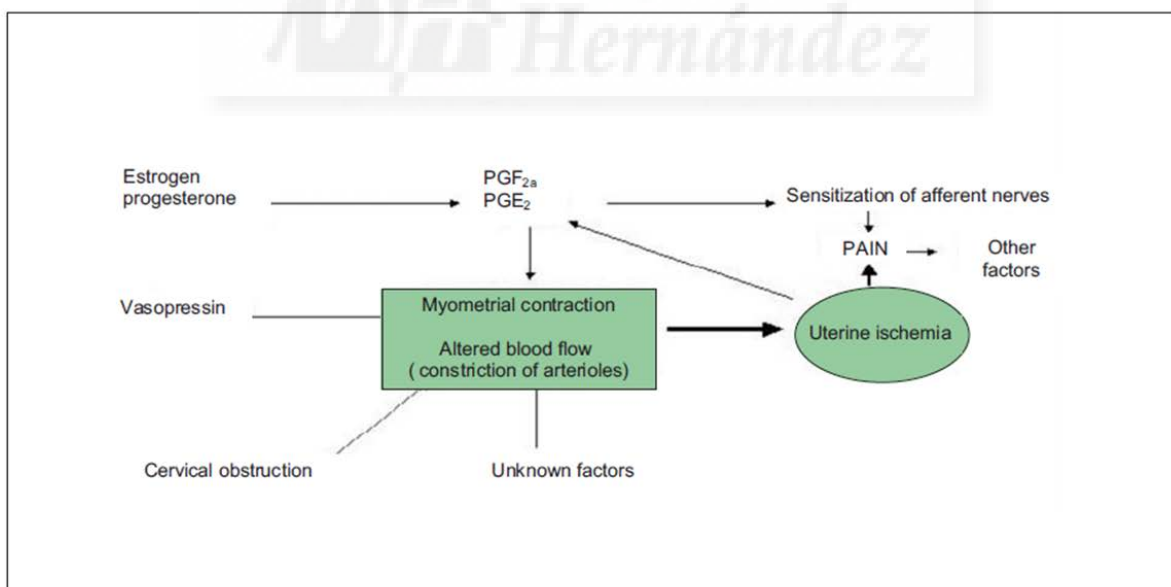 Hernández
Estrogen
progesterone
PGF2a
PGE2
Sensitization of afferent nerves
PAIN
Other
factors
Vasopressin
Myometrial contraction
Altered blood flow
( constriction of arterioles)
Uterine ischemia
Cervical obstruction
Unknown factors